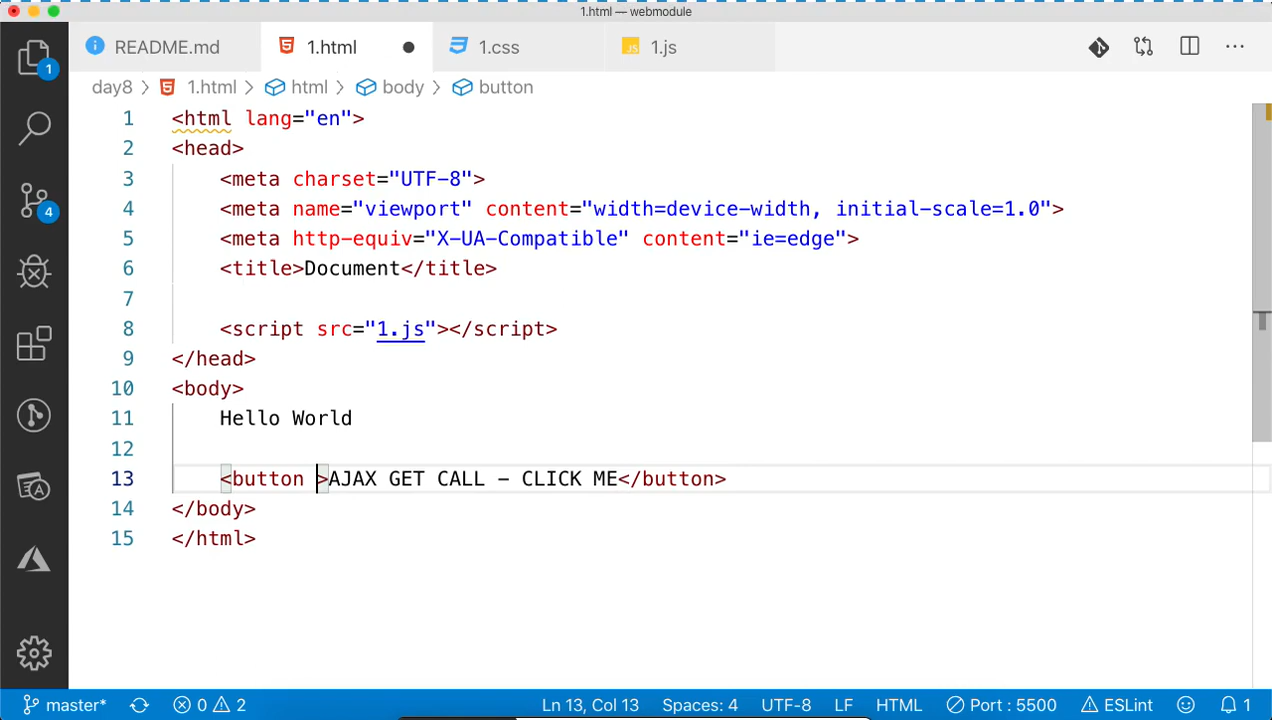 1.html — webmodule
README.md 1.html 1.css JS 1.js
1 day8 > 1.html > html > body > button
1 <html lang="en">
2 <head>
3 <meta charset="UTF-8">
4 <meta name="viewport" content="width=device-width, initial-scale=1.0">
4 5 <meta http-equiv="X-UA-Compatible" content="ie=edge">
6 <title>Document</title>
7
8 <script src="1.js"></script>
9 </head>
10 <body>
11 Hello World
12
13 <button >AJAX GET CALL - CLICK ME</button>
14 </body>
15 </html>
master* 0 2 Ln 13, Col 13 Spaces: 4 UTF-8 LF HTML Port : 5500 ESLint 1